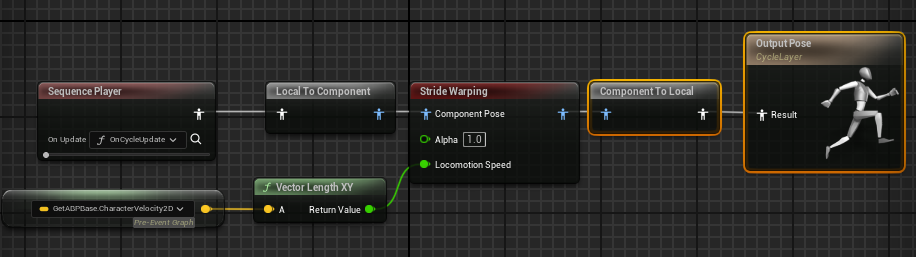 Output Pose
CycleLayer
Sequence Player
Local To Component
Stride Warping
Component To Local
Component Pose
Result
On Update
OnCycleUpdate
Alpha
1.0
Locomotion Speed
Vector Length XY
GetABPBase.CharacterVelocity2D
A
Return Value
Pre-Event Graph